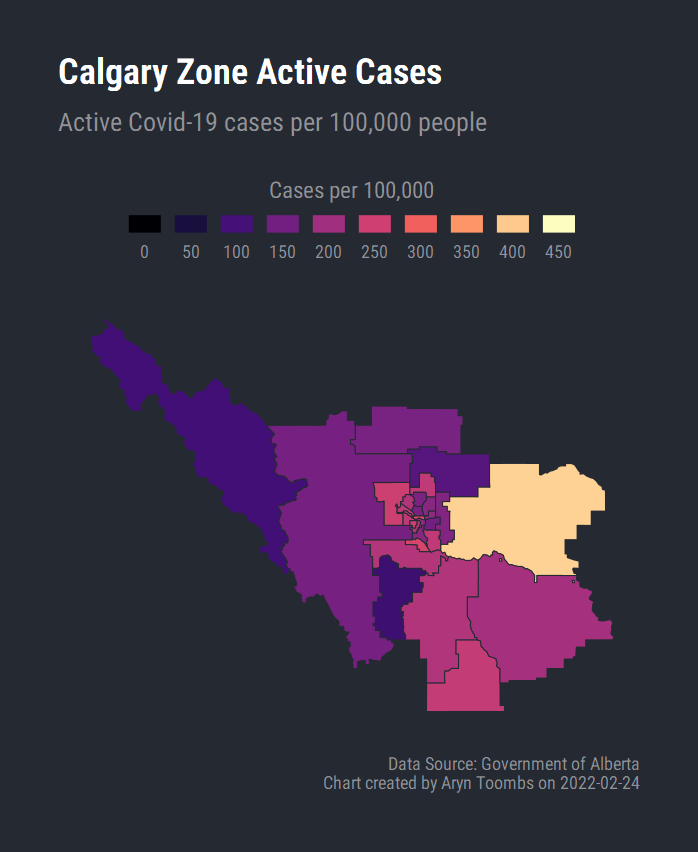 Calgary Zone Active Cases
Active Covid-19 cases per 100,000 people
Cases per 100,000
0 50 100 150 200 250 300 350 400 450
Data Source: Government of Alberta
Chart created by Aryn Toombs on 2022-02-24